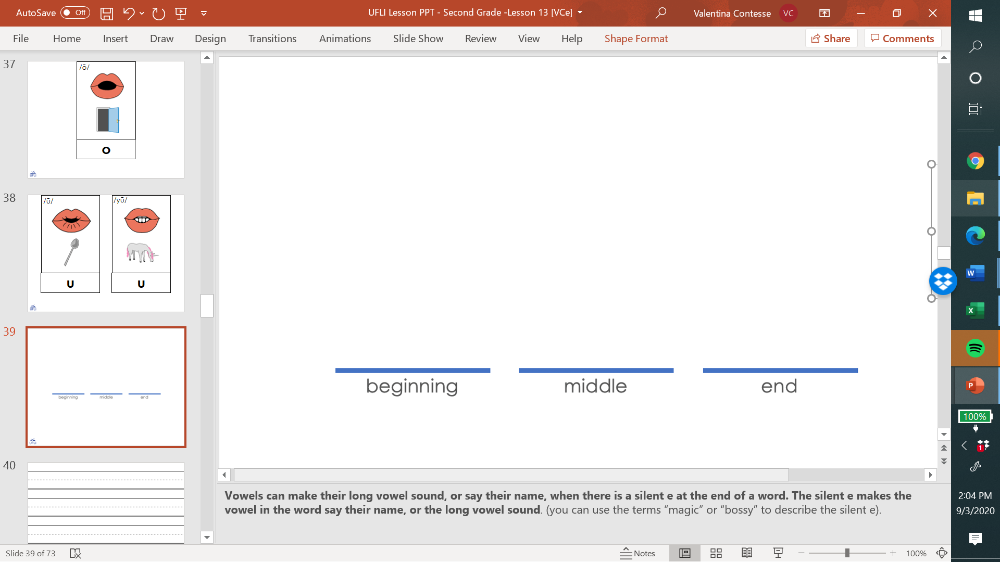 AutoSave Off
UFLI Lesson PPT - Second Grade -Lesson 13 [VCe]
Valentina Contesse VC
File Home Insert Draw Design Transitions Animations Slide Show Review View Help Shape Format Share Comments
37
/ō/
o
UFLI
38
/ū/ /yū/
u u
UFLI
39
beginning middle end
UFLI
40
beginning middle end
Vowels can make their long vowel sound, or say their name, when there is a silent e at the end of a word. The silent e makes the
vowel in the word say their name, or the long vowel sound. (you can use the terms “magic” or “bossy” to describe the silent e).
Slide 39 of 73 Notes 100%
W
X
P
100%
1
2:04 PM
9/3/2020